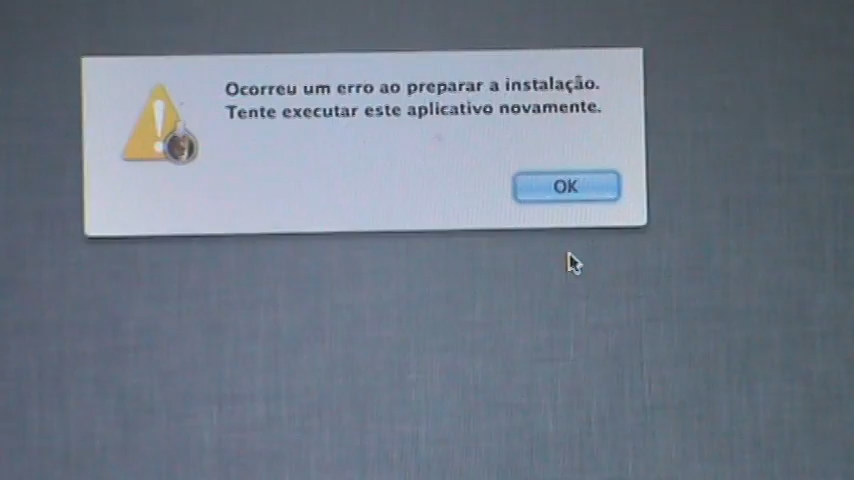 Ocorreu um erro ao preparar a instalação.
Tente executar este aplicativo novamente.
OK